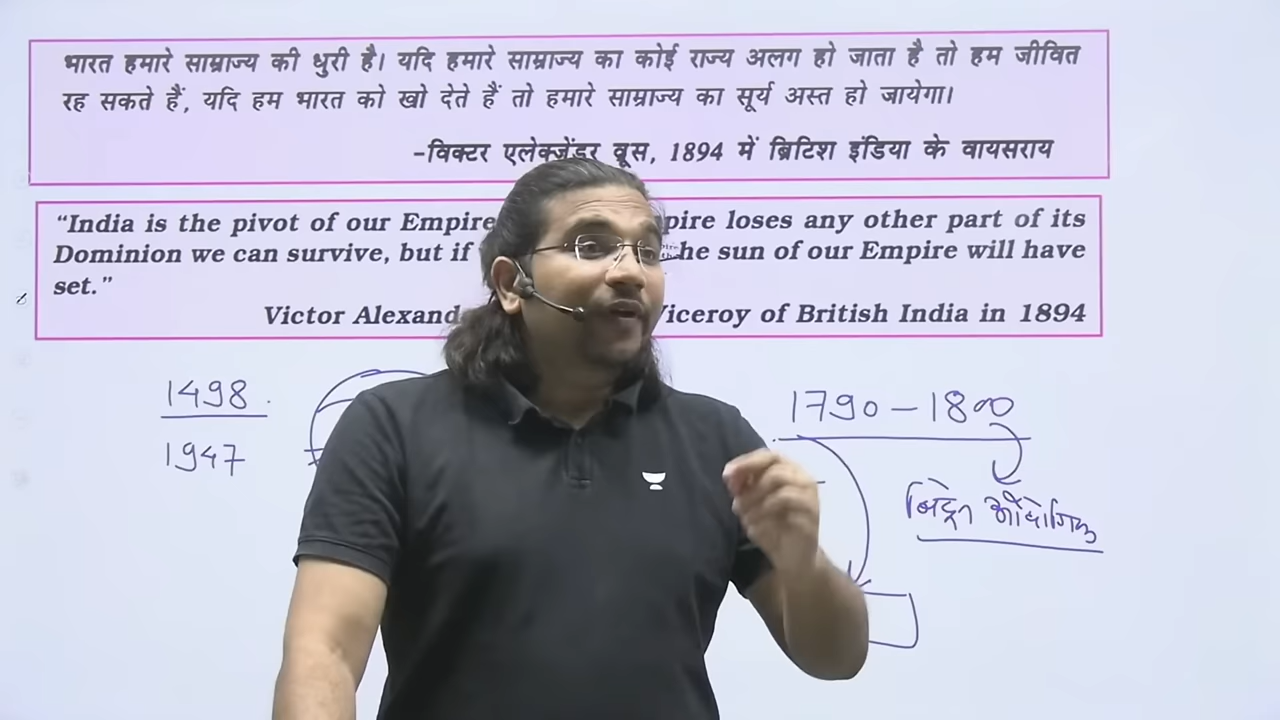 भारत हमारे साम्राज्य की धुरी है। यदि हमारे साम्राज्य का कोई राज्य अलग हो जाता है तो हम जीवित
रह सकते हैं, यदि हम भारत को खो देते हैं तो हमारे साम्राज्य का सूर्य अस्त हो जायेगा।
-विक्टर एलेक्जेंडर ब्रूस, 1894 में ब्रिटिश इंडिया के वायसराय
“India is the pivot of our Empire pire loses any other part of its
Dominion we can survive, but if he sun of our Empire will have
set.”
Victor Alexand Viceroy of British India in 1894
1498
1947
1790 – 1800
ब्रिटेन औद्योगिक